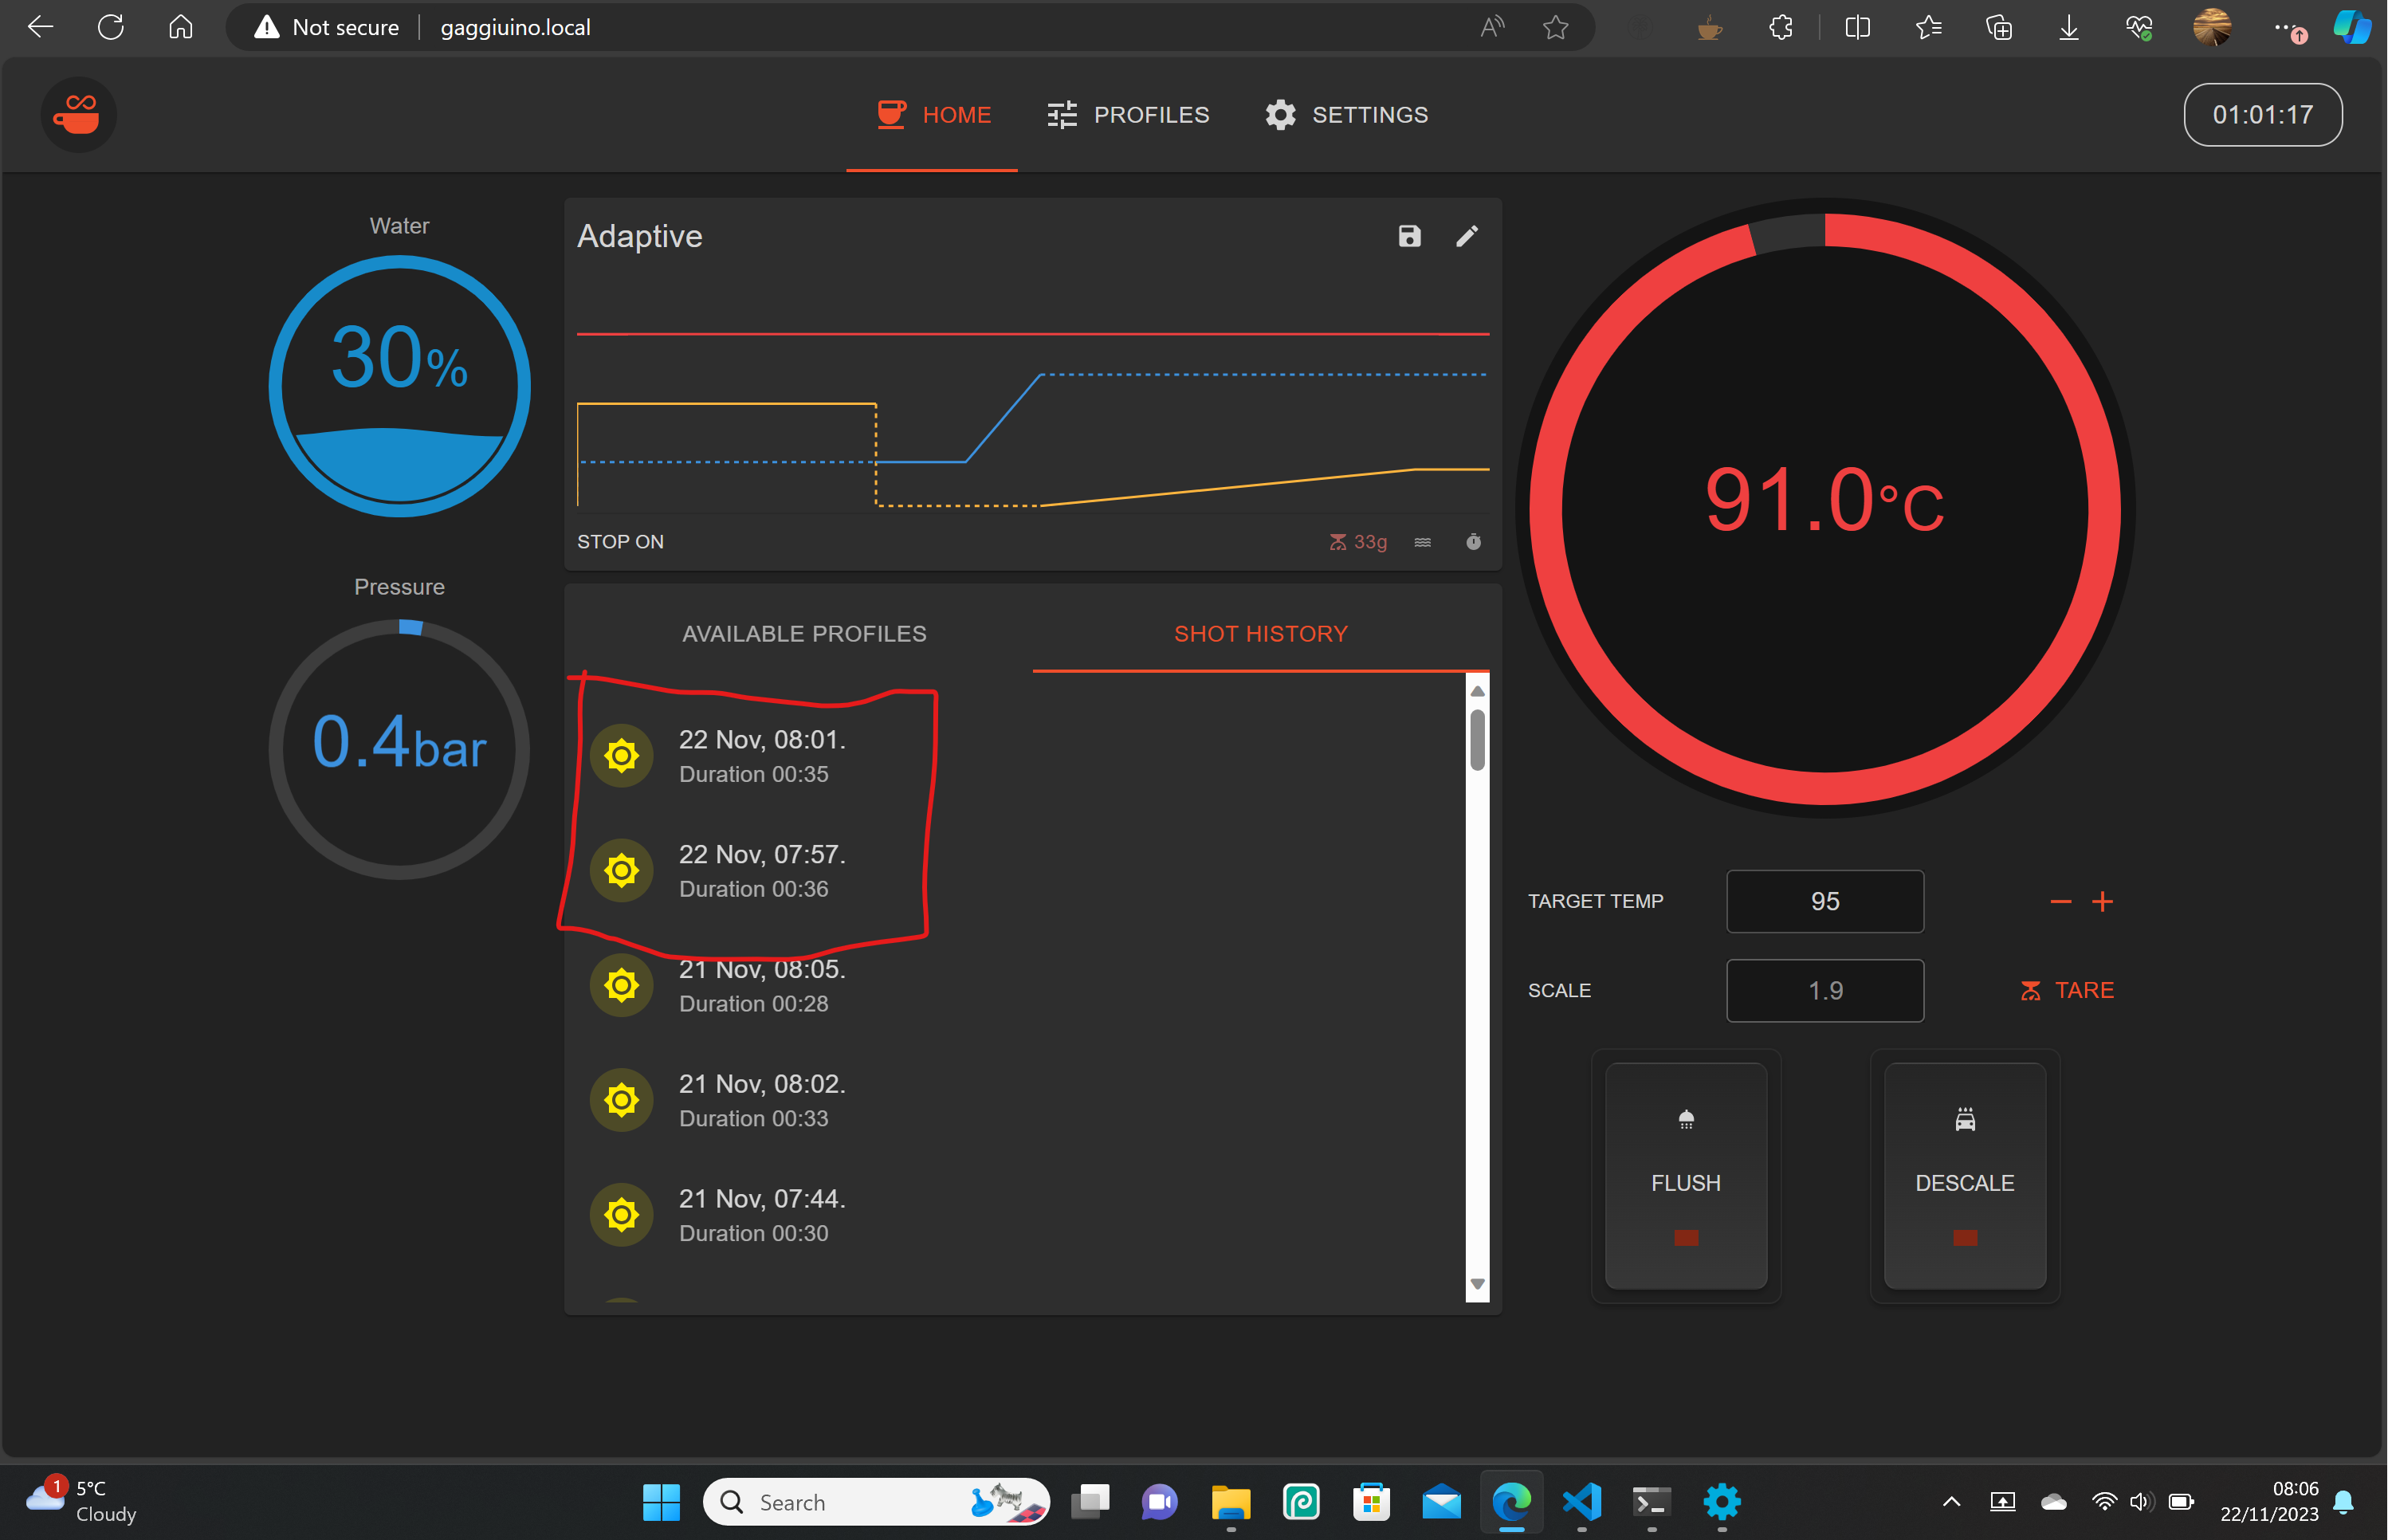 Not secure gaggiuino.local
HOME PROFILES SETTINGS 01:01:17
Water
30%
Pressure
0.4bar
Adaptive
STOP ON 33g
AVAILABLE PROFILES SHOT HISTORY
22 Nov, 08:01.
Duration 00:35
22 Nov, 07:57.
Duration 00:36
21 Nov, 08:05.
Duration 00:28
21 Nov, 08:02.
Duration 00:33
21 Nov, 07:44.
Duration 00:30
91.0°C
TARGET TEMP 95 − +
SCALE 1.9 TARE
FLUSH DESCALE
1
5°C
Cloudy
Search
08:06
22/11/2023